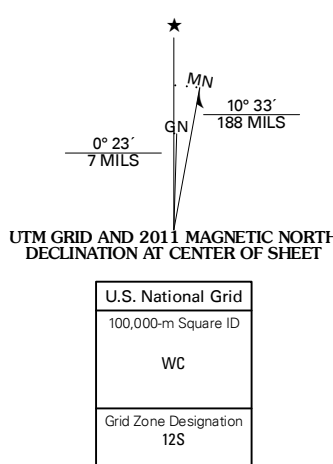 ★
MN
GN
10° 33´
188 MILS
0° 23´
7 MILS
UTM GRID AND 2011 MAGNETIC NORTH
DECLINATION AT CENTER OF SHEET
U.S. National Grid
100,000-m Square ID
WC
Grid Zone Designation
12S